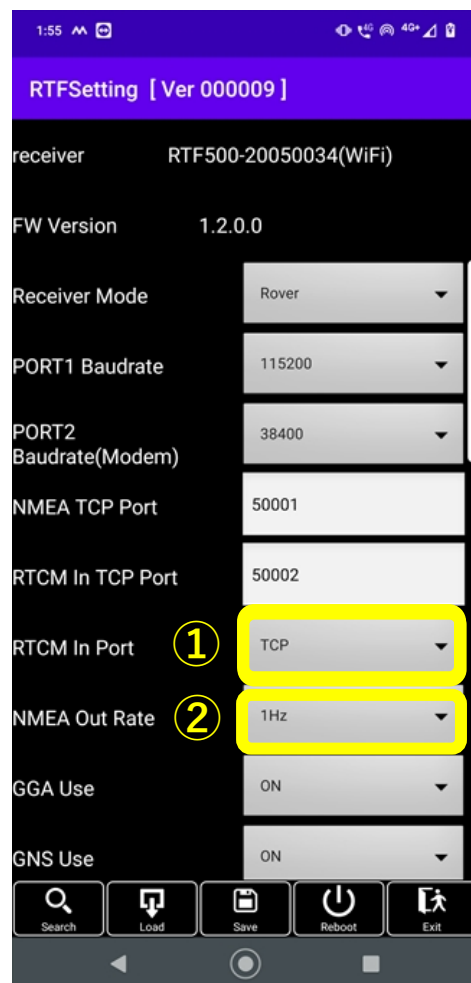 1:55 4G 4G+
RTFSetting [ Ver 000009 ]
receiver RTF500-20050034(WiFi)
FW Version 1.2.0.0
Receiver Mode Rover
PORT1 Baudrate 115200
PORT2
Baudrate(Modem) 38400
NMEA TCP Port 50001
RTCM In TCP Port 50002
RTCM In Port ① TCP
NMEA Out Rate ② 1Hz
GGA Use ON
GNS Use ON
Search Load Save Reboot Exit